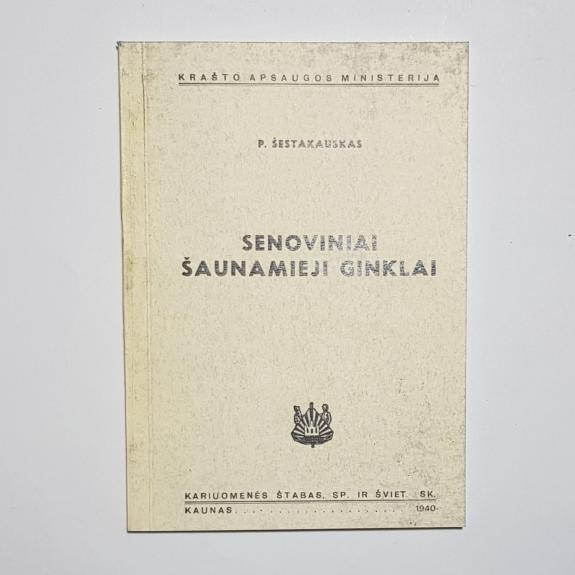 KRAŠTO APSAUGOS MINISTERIJA
P. ŠESTAKAUSKAS
SENOVINIAI
ŠAUNAMIEJI GINKLAI
KARIUOMENĖS ŠTABAS, SP. IR ŠVIET. SK.
KAUNAS........................1940